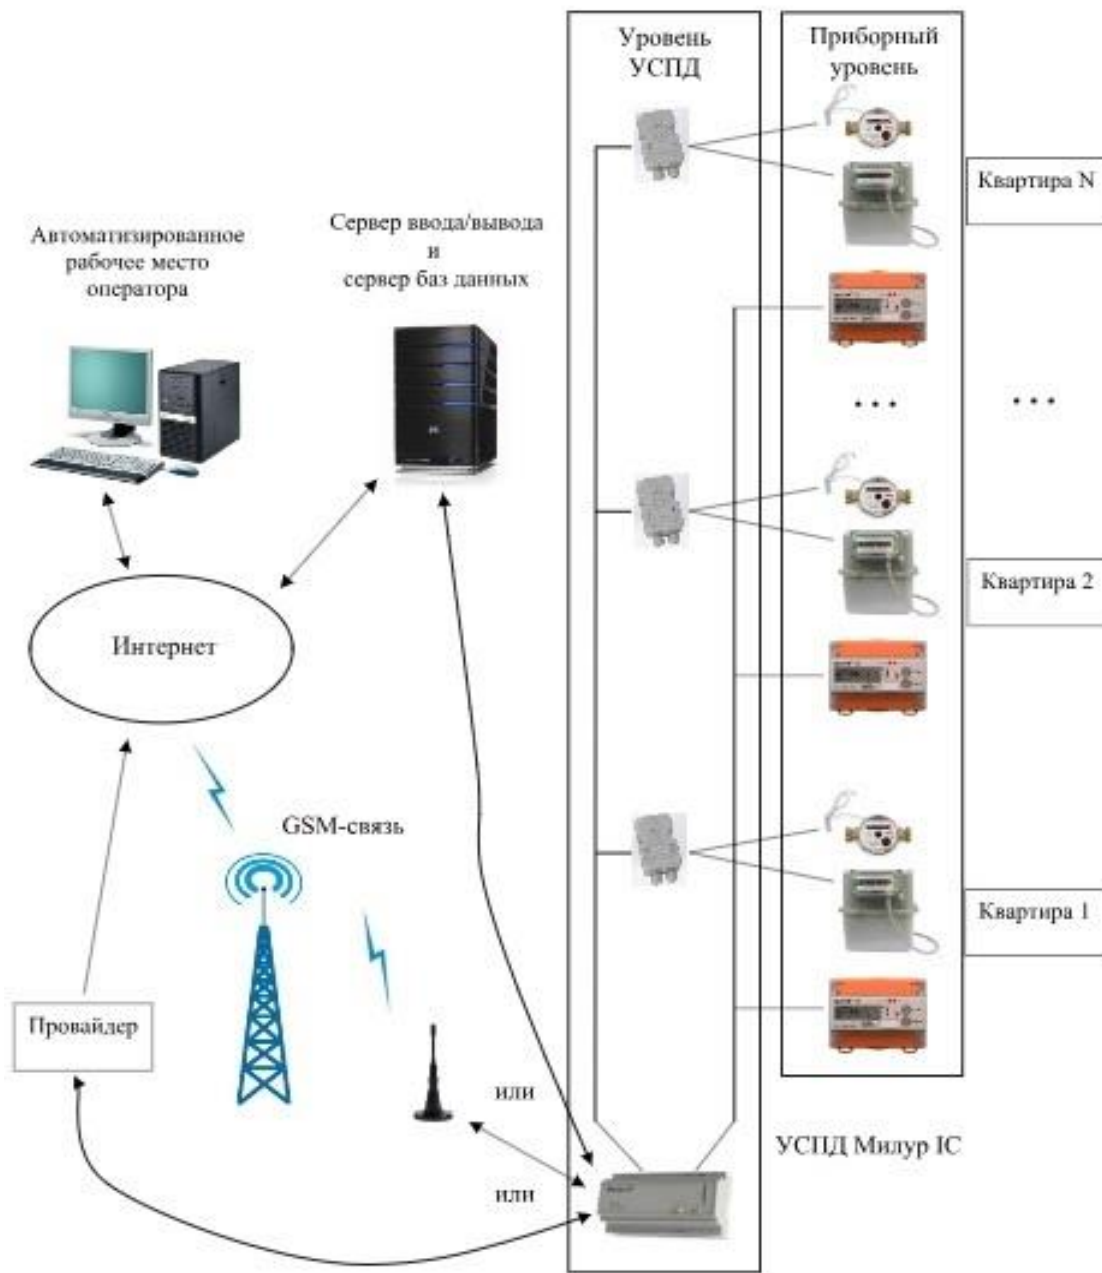 Уровень
УСПД
Приборный
уровень
Квартира N
Автоматизированное
рабочее место
оператора
Сервер ввода/вывода
и
сервер баз данных
. . .
. . .
Квартира 2
Интернет
GSM-связь
Квартира 1
Провайдер
или
УСПД Милур IC
или